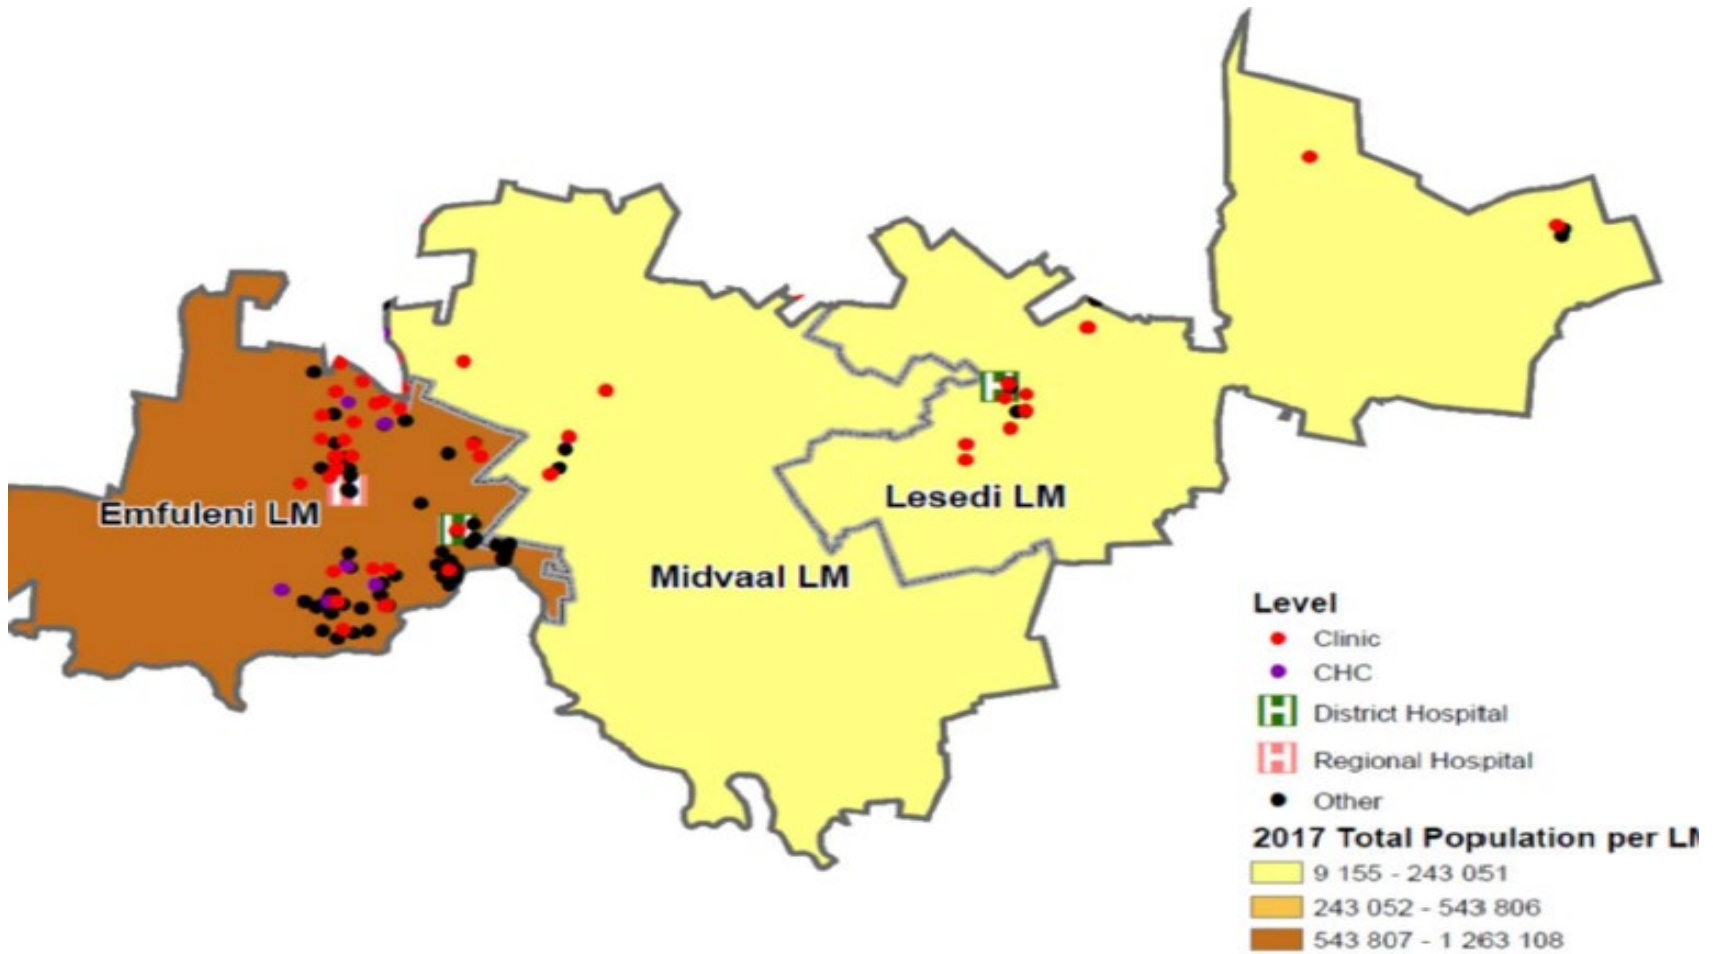 Emfuleni LM
Lesedi LM
Midvaal LM
Level
Clinic
CHC
H District Hospital
H Regional Hospital
Other
2017 Total Population per LM
9 155 - 243 051
243 052 - 543 806
543 807 - 1 263 108
H
H
H